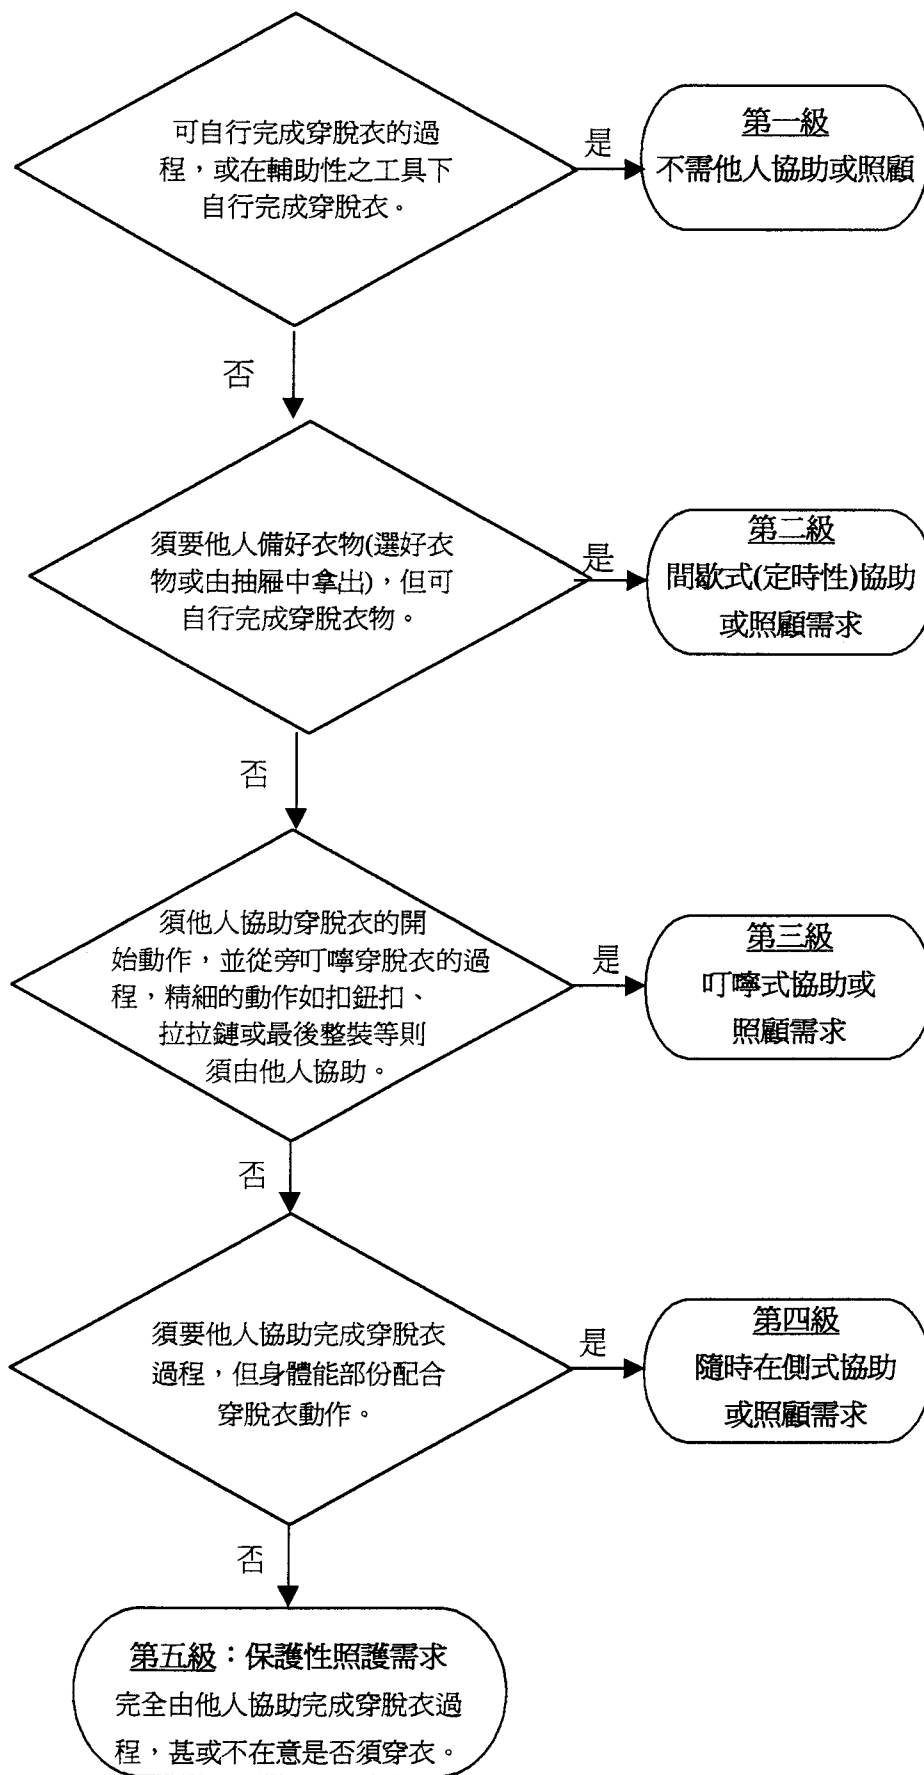 可自行完成穿脫衣的過
程，或在輔助性之工具下
自行完成穿脫衣。
是
第一級
不需他人協助或照顧
否
須要他人備好衣物(選好衣
物或由抽屜中拿出)，但可
自行完成穿脫衣物。
是
第二級
間歇式(定時性)協助
或照顧需求
否
須他人協助穿脫衣的開
始動作，並從旁叮嚀穿脫衣的過
程，精細的動作如扣鈕扣、
拉拉鏈或最後整裝等則
須由他人協助。
是
第三級
叮嚀式協助或
照顧需求
否
須要他人協助完成穿脫衣
過程，但身體能部份配合
穿脫衣動作。
是
第四級
隨時在側式協助
或照顧需求
否
第五級：保護性照護需求
完全由他人協助完成穿脫衣過
程，甚或不在意是否須穿衣。